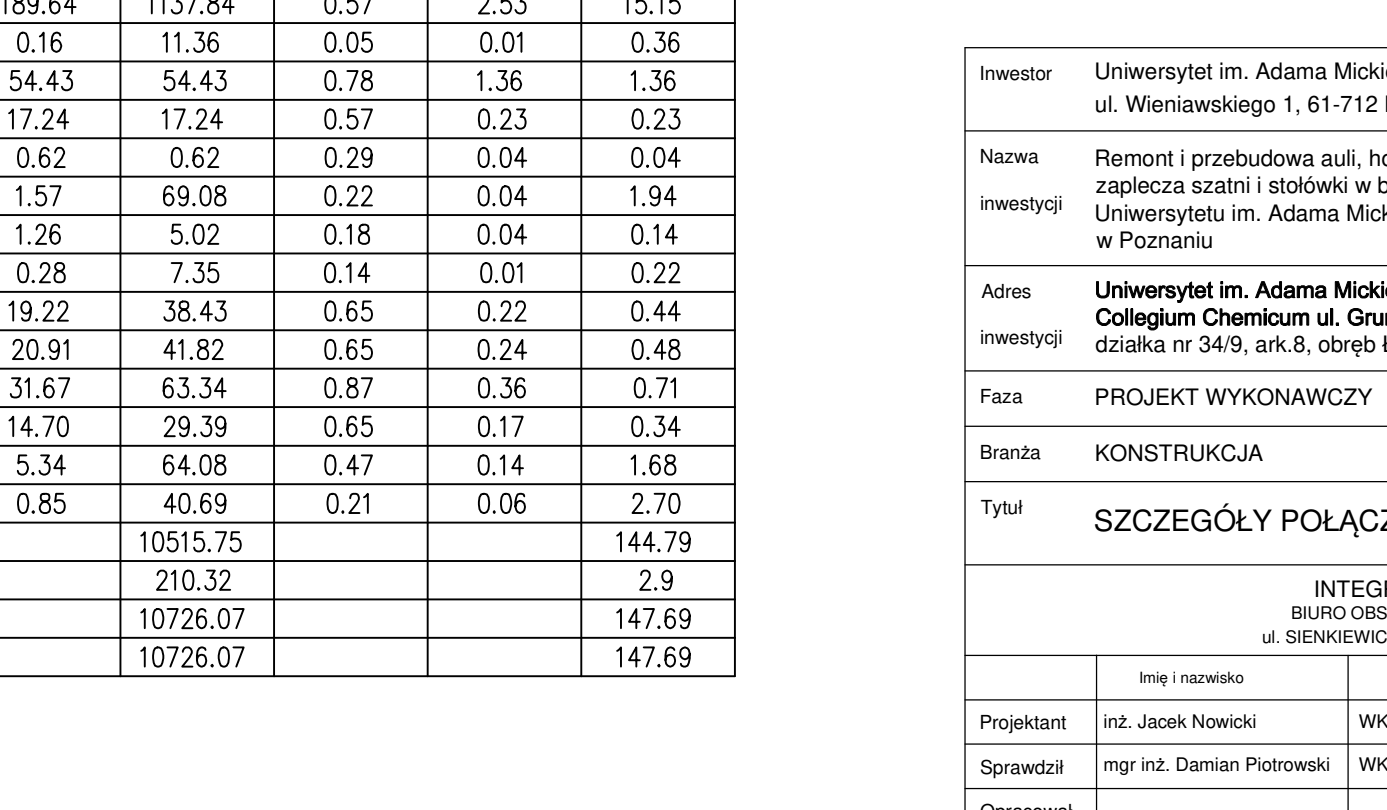 189.64 1137.84 0.57 2.53 15.15
0.16 11.36 0.05 0.01 0.36
54.43 54.43 0.78 1.36 1.36
17.24 17.24 0.57 0.23 0.23
0.62 0.62 0.29 0.04 0.04
1.57 69.08 0.22 0.04 1.94
1.26 5.02 0.18 0.04 0.14
0.28 7.35 0.14 0.01 0.22
19.22 38.43 0.65 0.22 0.44
20.91 41.82 0.65 0.24 0.48
31.67 63.34 0.87 0.36 0.71
14.70 29.39 0.65 0.17 0.34
5.34 64.08 0.47 0.14 1.68
0.85 40.69 0.21 0.06 2.70
10515.75 144.79
210.32 2.9
10726.07 147.69
10726.07 147.69
Inwestor Uniwersytet im. Adama
ul. Wieniawskiego 1, 61-712
Nazwa inwestycji Remont i przebudowa auli,
zaplecza szatni i stołówki w
Uniwersytetu im. Adama
w Poznaniu
Adres inwestycji Uniwersytet im. Adama
Collegium Chemicum ul.
działka nr 34/9, ark.8, obręb
Faza PROJEKT WYKONAWCZY
Branża KONSTRUKCJA
Tytuł SZCZEGÓŁY
BIURO
ul.
Imię i nazwisko
Projektant inż. Jacek Nowicki
Sprawdził mgr inż. Damian Piotrowski